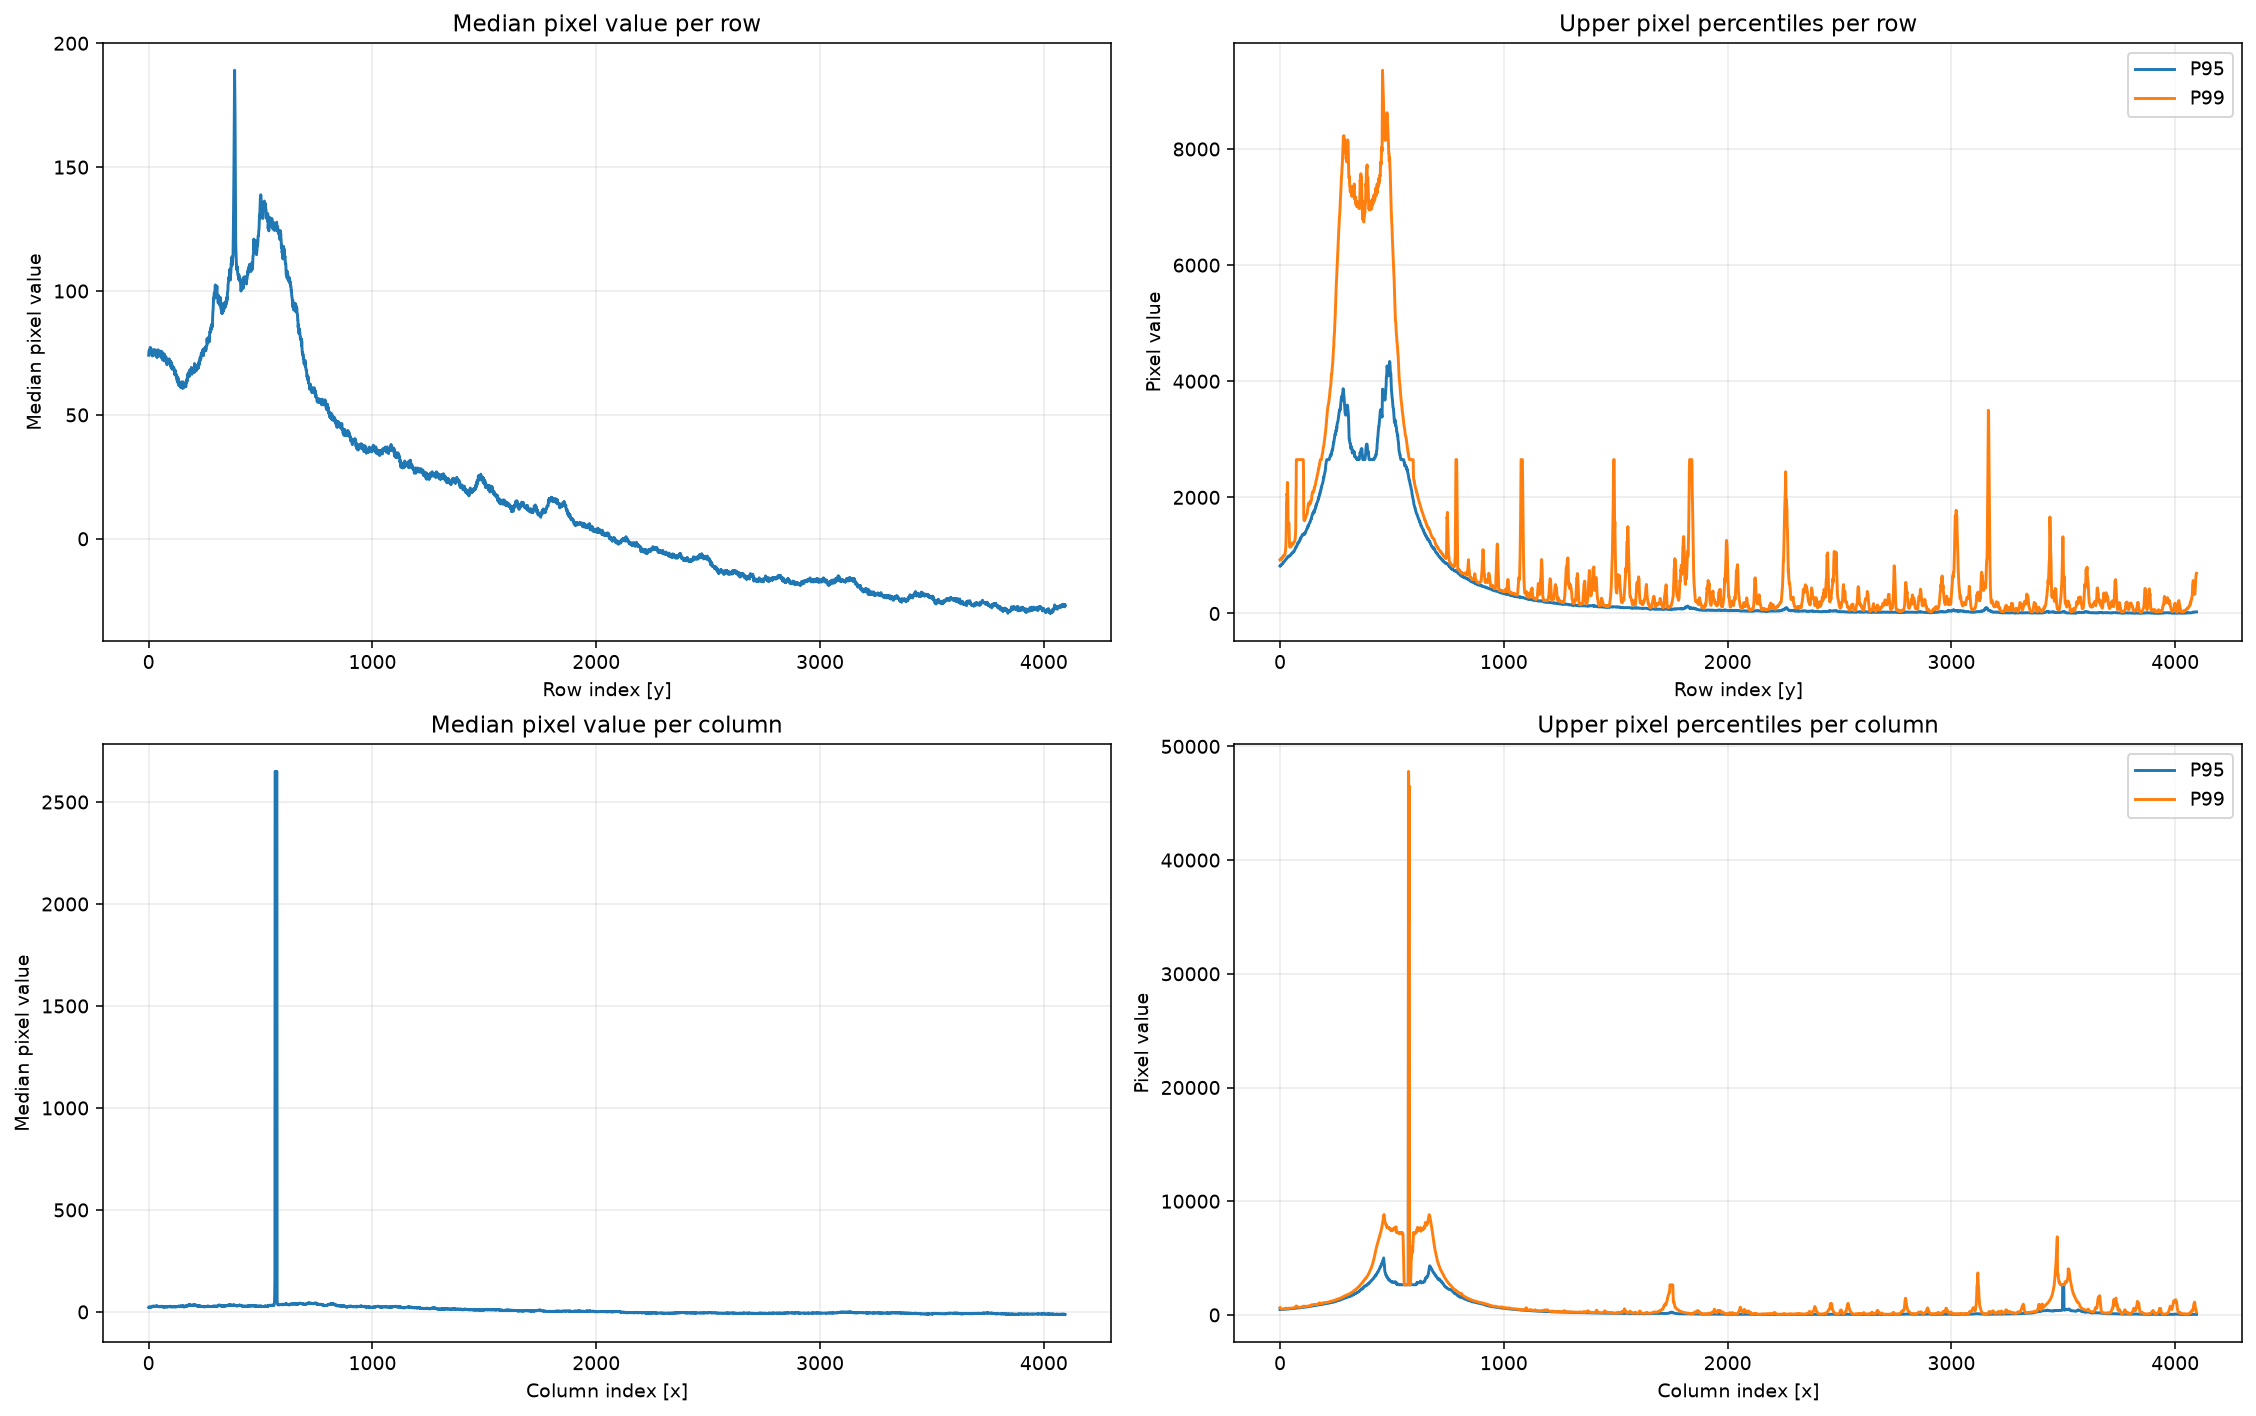 Median pixel value per row
Median pixel value
200
150
100
50
0
0
1000
2000
3000
4000
Row index [y]
Upper pixel percentiles per row
P95
P99
Pixel value
8000
6000
4000
2000
0
0
1000
2000
3000
4000
Row index [y]
Median pixel value per column
Median pixel value
2500
2000
1500
1000
500
0
0
1000
2000
3000
4000
Column index [x]
Upper pixel percentiles per column
P95
P99
Pixel value
50000
40000
30000
20000
10000
0
0
1000
2000
3000
4000
Column index [x]